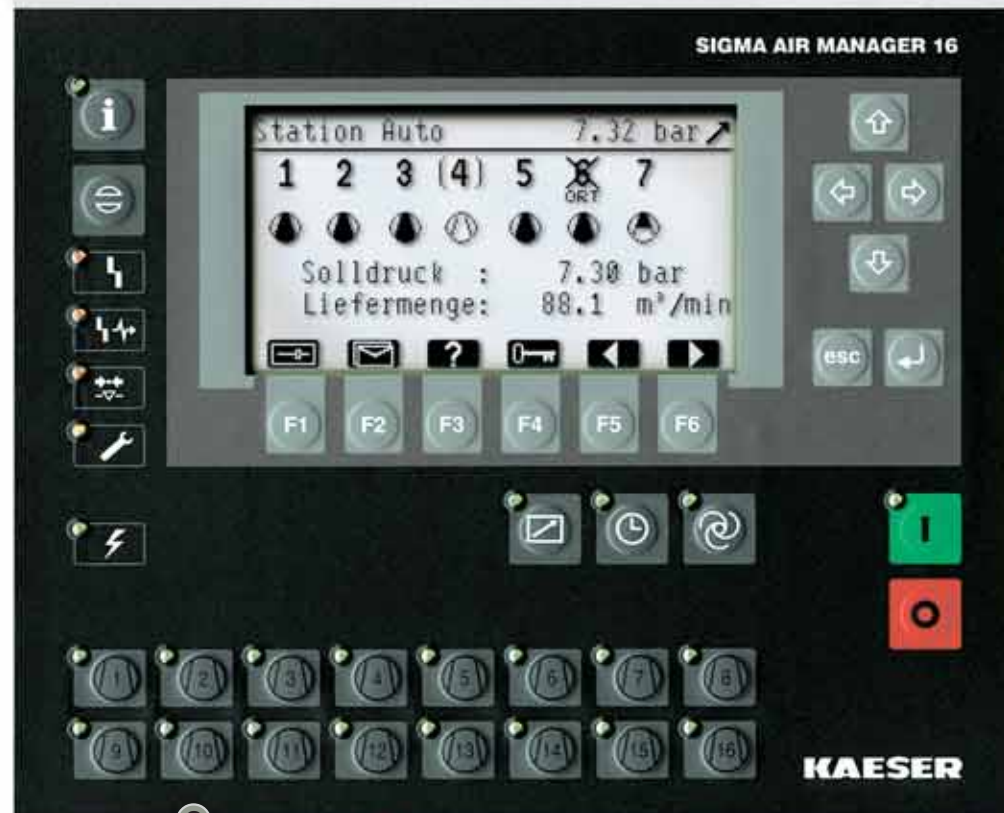 SIGMA AIR MANAGER 16
i
Station Auto 7.32 bar
1 2 3 (4) 5 6 7
ORT
Solldruck : 7.30 bar
Liefermenge: 88.1 m³/min
?
esc
F1 F2 F3 F4 F5 F6
I
O
1 2 3 4 5 6 7 8
9 10 11 12 13 14 15 16
KAESER